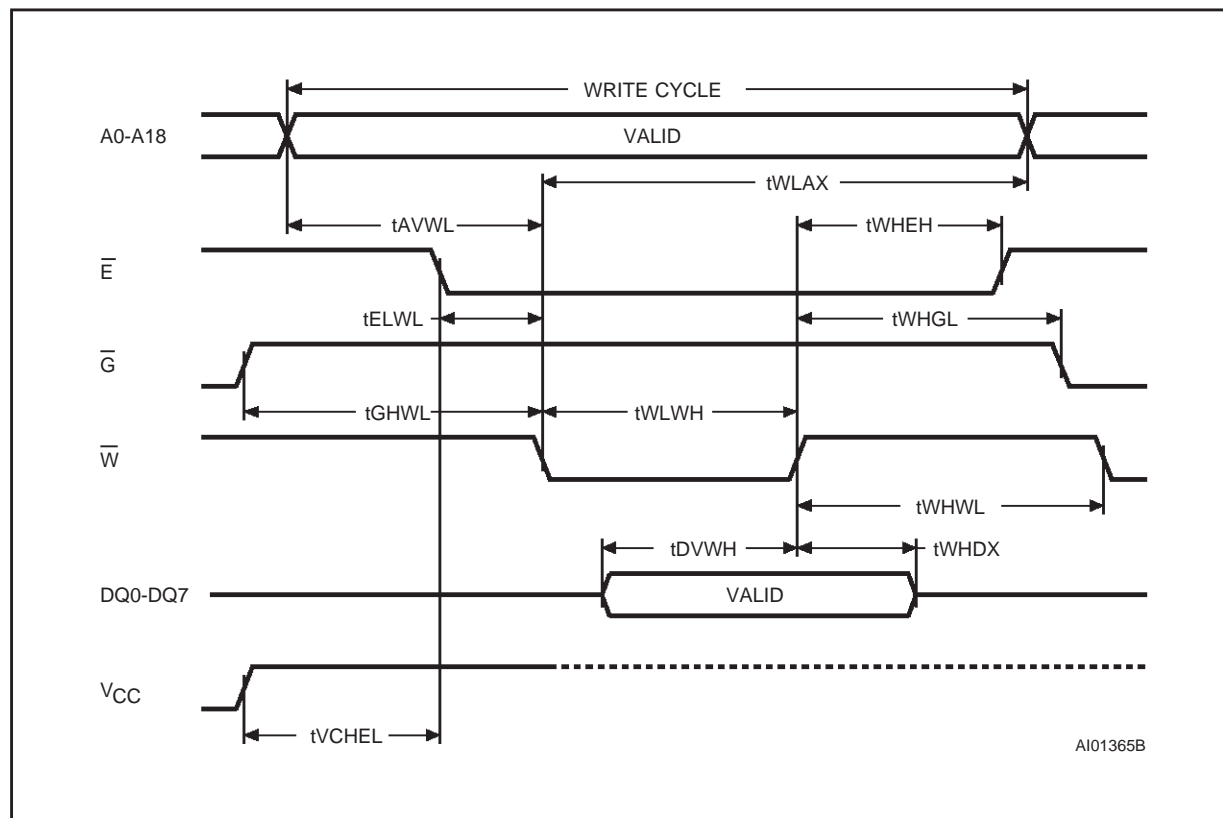 WRITE CYCLE
A0-A18
VALID
tWLAX
tAVWL
tWHEH
E
tELWL
tWHGL
G
tGHWL
tWLWH
W
tWHWL
tDVWH
tWHDX
DQ0-DQ7
VALID
VCC
tVCHEL
AI01365B